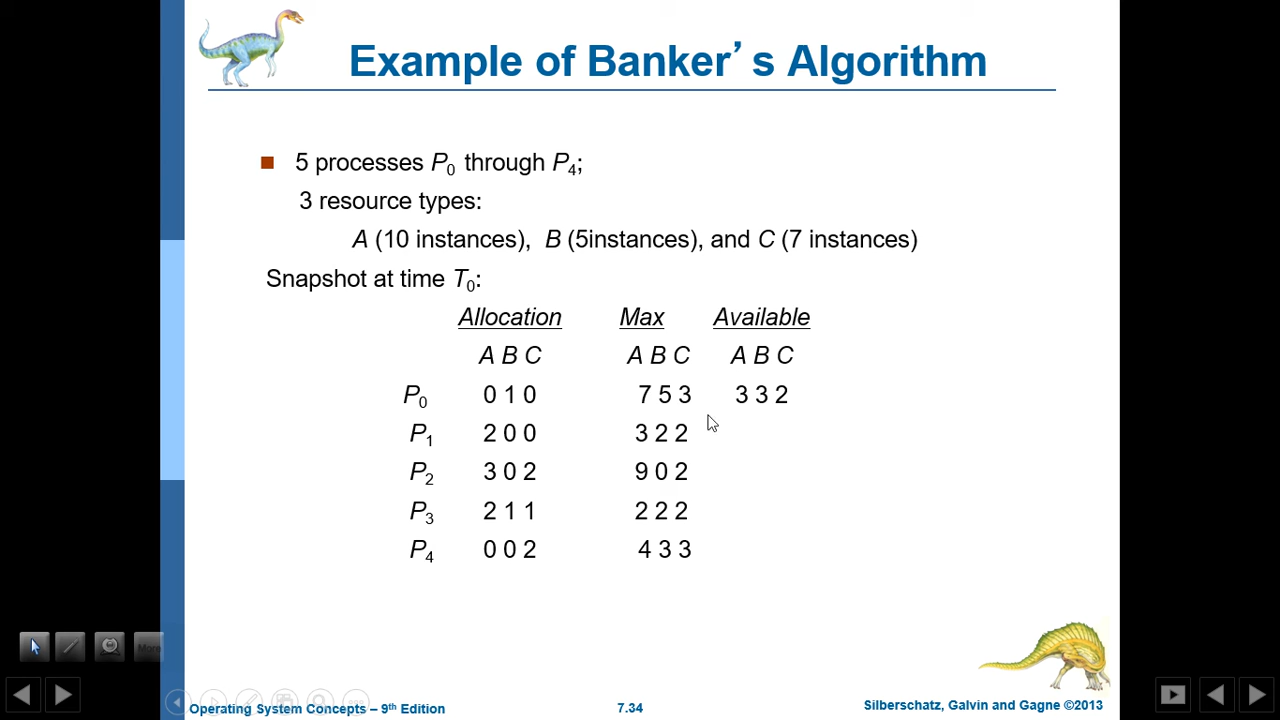 Example of Banker’s Algorithm
5 processes P0 through P4;
3 resource types:
A (10 instances), B (5instances), and C (7 instances)
Snapshot at time T0:
Allocation Max Available
A B C A B C A B C
P0 0 1 0 7 5 3 3 3 2
P1 2 0 0 3 2 2
P2 3 0 2 9 0 2
P3 2 1 1 2 2 2
P4 0 0 2 4 3 3
More
Operating System Concepts – 9th Edition 7.34 Silberschatz, Galvin and Gagne ©2013